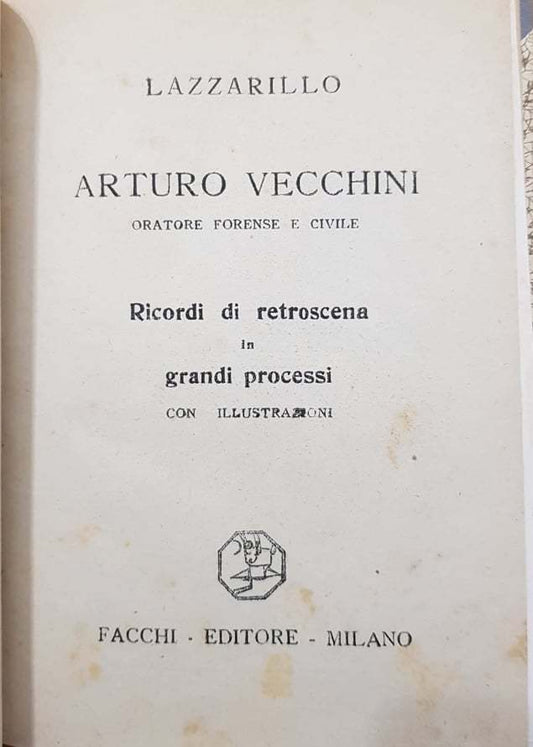 LAZZARILLO
ARTURO VECCHINI
ORATORE FORENSE E CIVILE
Ricordi di retroscena
in
grandi processi
CON ILLUSTRAZIONI
FACCHI - EDITORE - MILANO